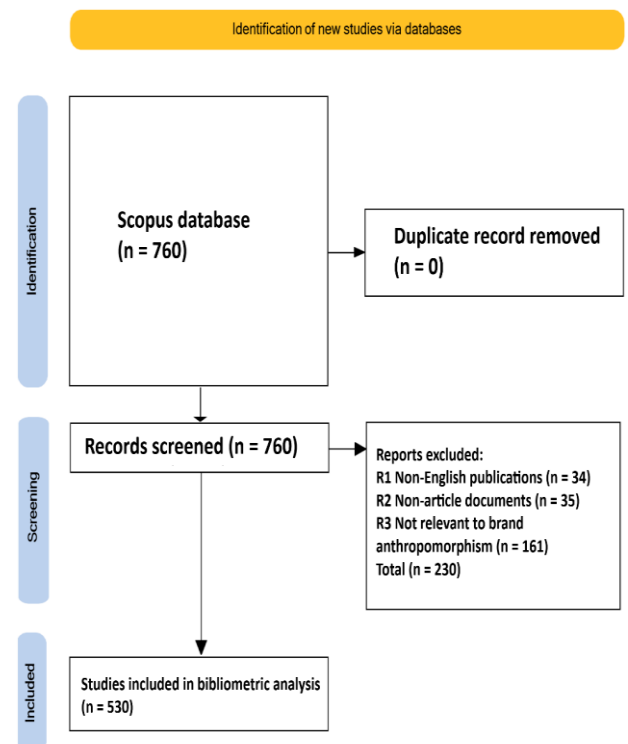 Identification of new studies via databases
Identification
Scopus database
(n = 760)
Duplicate record removed
(n = 0)
Screening
Records screened (n = 760)
Reports excluded:
R1 Non-English publications (n = 34)
R2 Non-article documents (n = 35)
R3 Not relevant to brand
anthropomorphism (n = 161)
Total (n = 230)
Included
Studies included in bibliometric analysis
(n = 530)